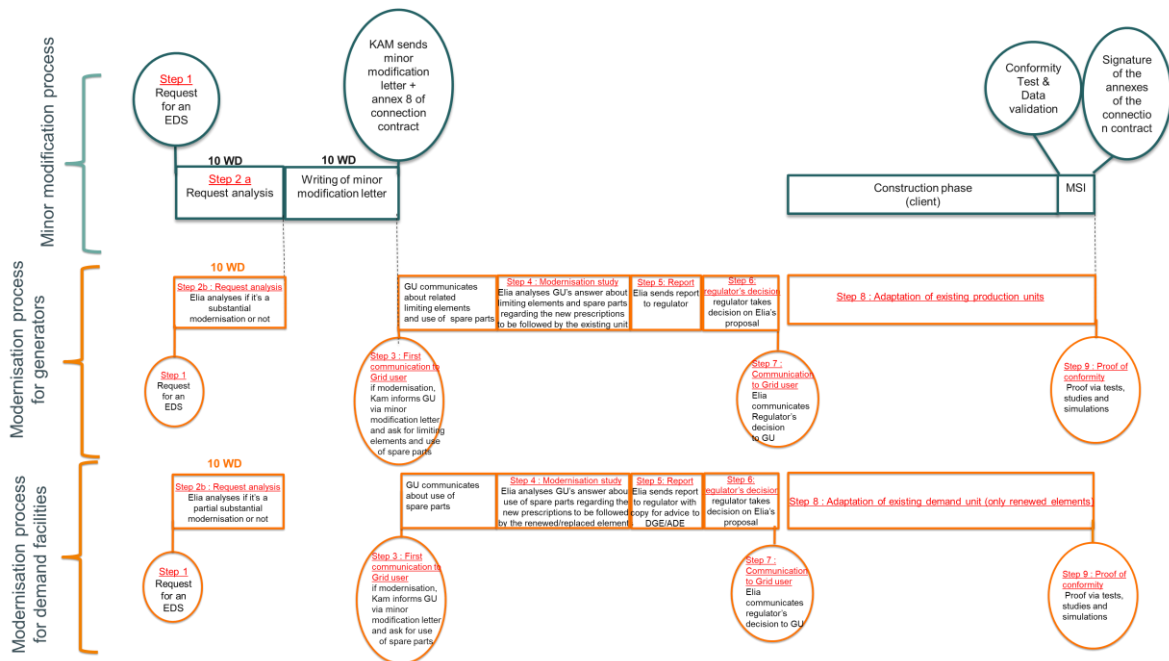 Minor modification process
Step 1
Request
for an
EDS
KAM sends
minor
modification
letter +
annex 8 of
connection
contract
Conformity
Test & Data
validation
Signature
of the
annexes
of the
connectio
n contract
10 WD
10 WD
Step 2 a
Request analysis
Writing of minor
modification letter
Construction phase
(client)
MSI
Modernisation process
for generators
10 WD
Step 2b : Request analysis
Elia analyses if it's a
substantial
modernisation or not
GU communicates
about related
limiting elements
and use of spare parts
Step 4 : Modernisation study
Elia analyses GU's answer about
limiting elements and spare parts
regarding the new prescriptions
to be followed by the existing unit
Step 5: Report
Elia sends report
to regulator
Step 6:
regulator's decision
regulator takes
decision on Elia's
proposal
Step 8 : Adaptation of existing production units
Step 1
Request
for an
EDS
Step 3 : First
communication to
Grid user
if modernisation,
Kam informs GU
via minor
modification letter
and ask for limiting
elements and use
of spare parts
Step 7 :
Communication
to Grid user
Elia
communicates
Regulator's
decision
to GU
Step 9 : Proof of
conformity
Proof via tests,
studies and
simulations
Modernisation process
for demand facilities
10 WD
Step 2b : Request analysis
Elia analyses if it's a
partial substantial
modernisation or not
GU communicates
about use of
spare parts
Step 4 : Modernisation study
Elia analyses GU's answer about
use of spare parts regarding the
new prescriptions to be followed
by the renewed/replaced element
Step 5: Report
Elia sends report
to regulator with
copy for advice to
DGE/ADE
Step 6:
regulator's decision
regulator takes
decision on Elia's
proposal
Step 8 : Adaptation of existing demand unit (only renewed elements)
Step 1
Request
for an
EDS
Step 3 : First
communication to
Grid user
if modernisation,
Kam informs GU
via minor
modification letter
and ask for use
of spare parts
Step 7 :
Communication
to Grid user
Elia
communicates
regulator's
decision to GU
Step 9 : Proof of
conformity
Proof via tests,
studies and
simulations